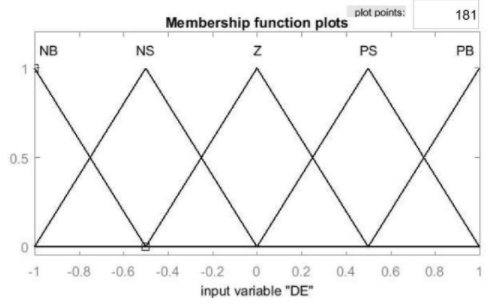 plot points: 181
Membership function plots
NB NS Z PS PB
1
0.5
0
-1 -0.8 -0.6 -0.4 -0.2 0 0.2 0.4 0.6 0.8 1
input variable "DE"